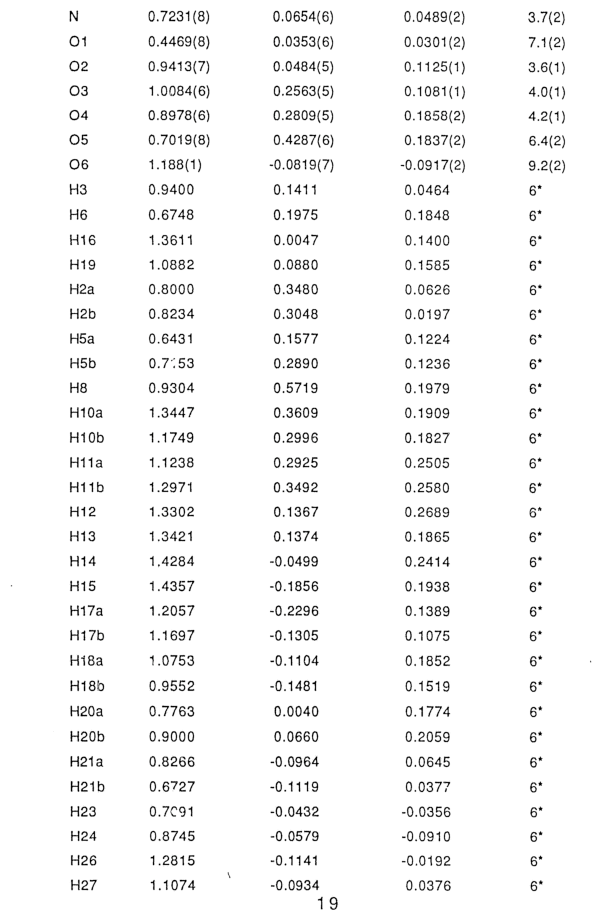 N 0.7231(8) 0.0654(6) 0.0489(2) 3.7(2)
O1 0.4469(8) 0.0353(6) 0.0301(2) 7.1(2)
O2 0.9413(7) 0.0484(5) 0.1125(1) 3.6(1)
O3 1.0084(6) 0.2563(5) 0.1081(1) 4.0(1)
O4 0.8978(6) 0.2809(5) 0.1858(2) 4.2(1)
O5 0.7019(8) 0.4287(6) 0.1837(2) 6.4(2)
O6 1.188(1) -0.0819(7) -0.0917(2) 9.2(2)
H3 0.9400 0.1411 0.0464 6*
H6 0.6748 0.1975 0.1848 6*
H16 1.3611 0.0047 0.1400 6*
H19 1.0882 0.0880 0.1585 6*
H2a 0.8000 0.3480 0.0626 6*
H2b 0.8234 0.3048 0.0197 6*
H5a 0.6431 0.1577 0.1224 6*
H5b 0.2890 0.1236 6*
H8 0.9304 0.5719 0.1979 6*
H10a 1.3447 0.3609 0.1909 6*
H10b 1.1749 0.2996 0.1827 6*
H11a 1.1238 0.2925 0.2505 6*
H11b 1.2971 0.3492 0.2580 6*
H12 1.3302 0.1367 0.2689 6*
H13 1.3421 0.1374 0.1865 6*
H14 1.4284 -0.0499 0.2414 6*
H15 1.4357 -0.1856 0.1938 6*
H17a 1.2057 -0.2296 0.1389 6*
H17b 1.1697 -0.1305 0.1075 6*
H18a 1.0753 -0.1104 0.1852 6*
H18b 0.9552 -0.1481 0.1519 6*
H20a 0.7763 0.0040 0.1774 6*
H20b 0.9000 0.0660 0.2059 6*
H21a 0.8266 -0.0964 0.0645 6*
H21b 0.6727 -0.1119 0.0377 6*
H23 0.7091 -0.0432 -0.0356 6*
H24 0.8745 -0.0579 -0.0910 6*
H26 1.2815 -0.1141 -0.0192 6*
H27 1.1074 -0.0934 0.0376 6*
19